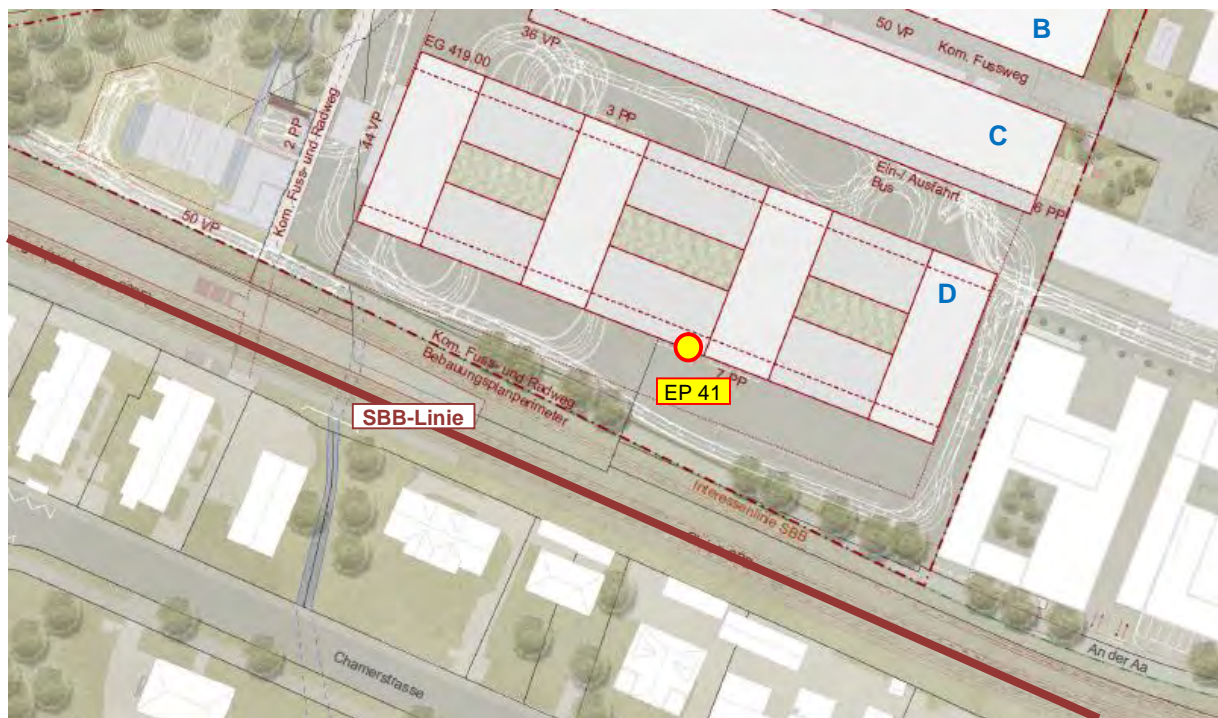 B
50 VP
Kom. Fussweg
36 VP
EG 419.00
C
3 PP
2 PP
Kom. Fuss- und Radweg
44 VP
Ein-/ Ausfahrt
Bus
6 PP
50 VP
D
EP 41
7 PP
Kom. Fuss- und Radweg
Bebauungsplanperimeter
SBB-Linie
Interessenlinie SBB
An der Aa
Chamerstrasse